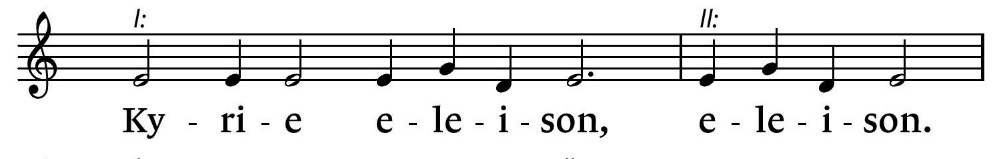 I: II:
Ky - ri - e e - le - i - son, e - le - i - son.